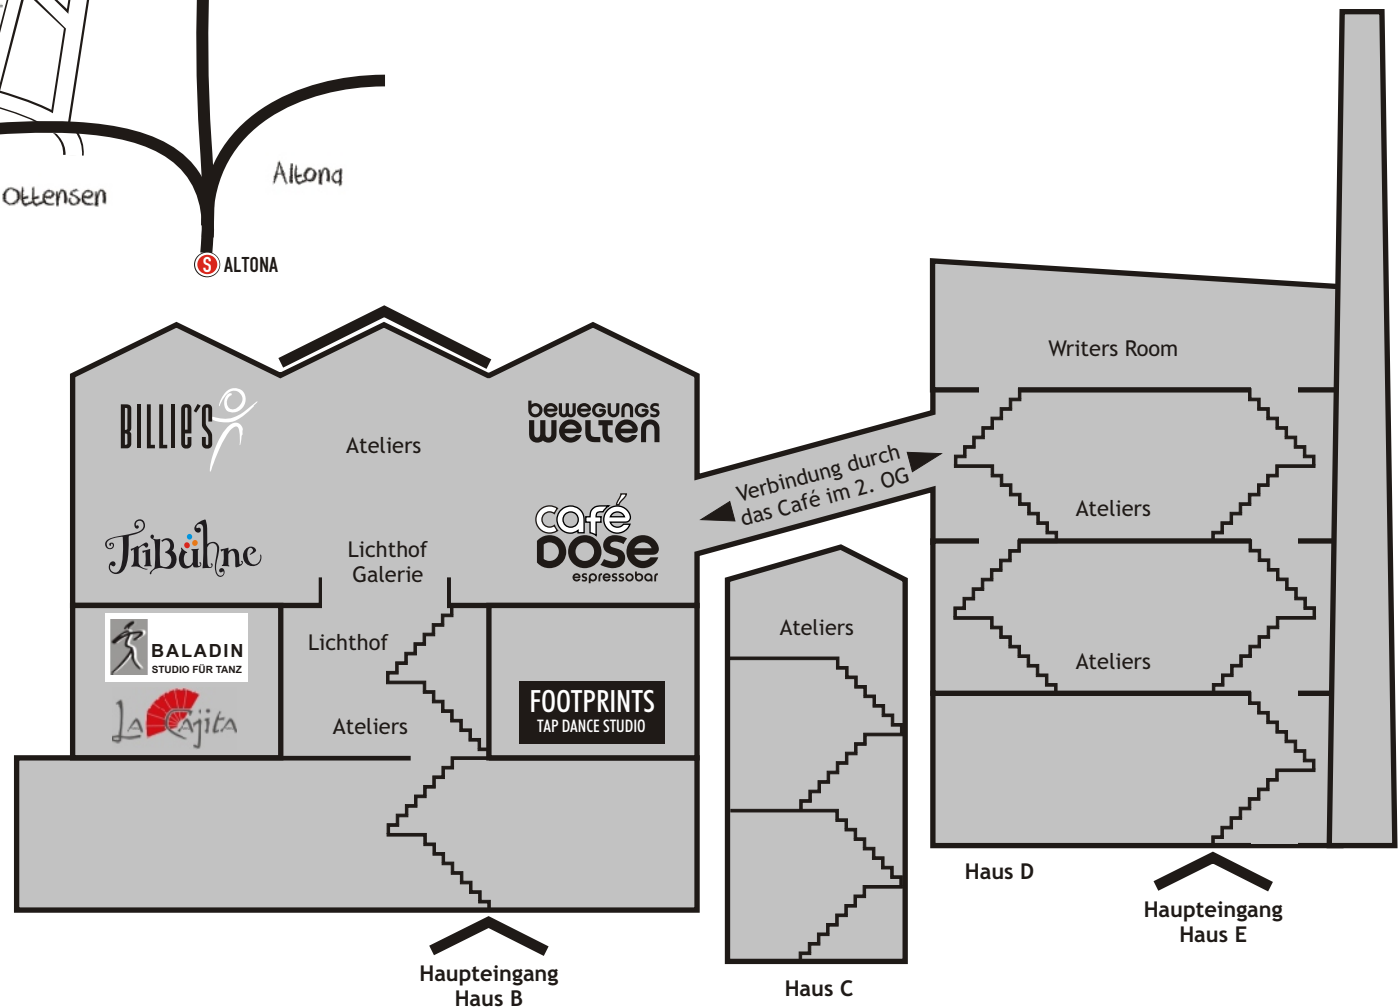 Altona
Ottensen
S ALTONA
BILLIE'S
Ateliers
bewegungs
welten
TriBühne
Lichthof
Galerie
café
DOSE
espressobar
Verbindung durch
das Café im 2. OG
BALADIN
STUDIO FÜR TANZ
La Cajita
Lichthof
Ateliers
FOOTPRINTS
TAP DANCE STUDIO
Haupteingang
Haus B
Ateliers
Haus C
Writers Room
Ateliers
Ateliers
Haus D
Haupteingang
Haus E